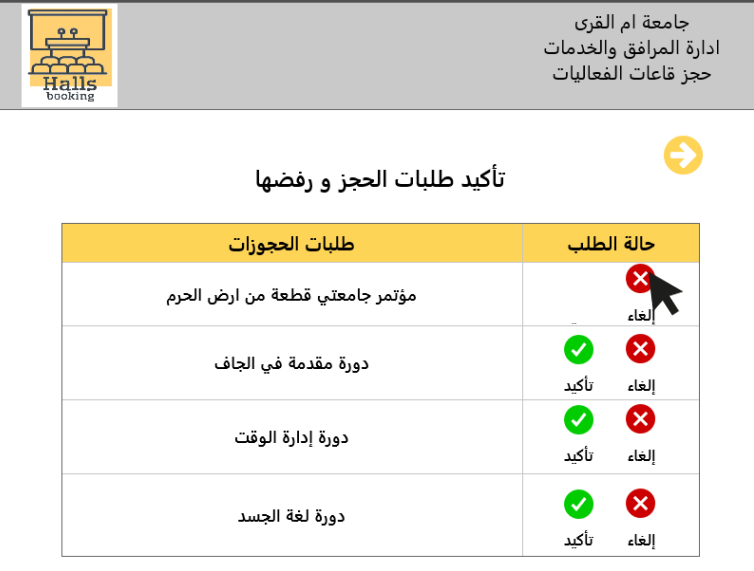 جامعة ام القرى
ادارة المرافق والخدمات
حجز قاعات الفعاليات
Halls
booking
تأكيد طلبات الحجز و رفضها
حالة الطلب
طلبات الحجوزات
إلغاء
مؤتمر جامعتي قطعة من ارض الحرم
إلغاء
تأكيد
دورة مقدمة في الجاف
إلغاء
تأكيد
دورة إدارة الوقت
إلغاء
تأكيد
دورة لغة الجسد